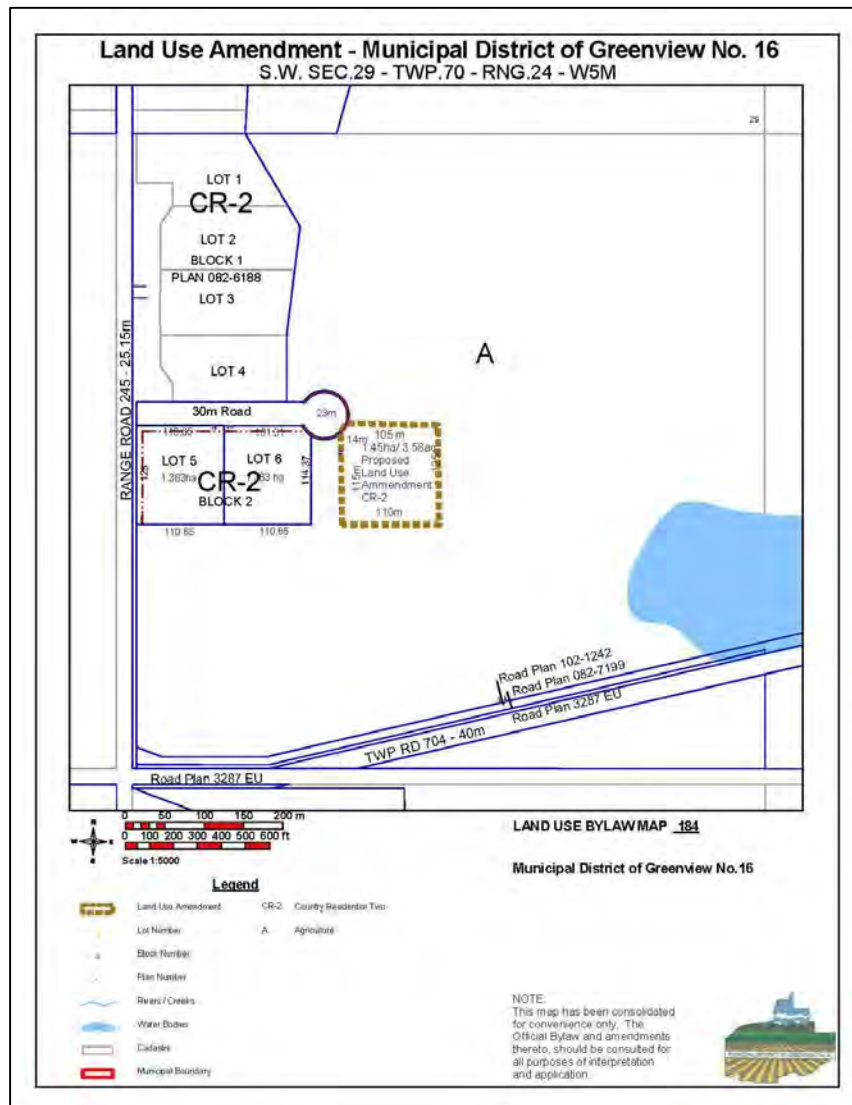 Land Use Amendment - Municipal District of Greenview No. 16
S.W. SEC.29 - TWP.70 - RNG.24 - W5M
29
LOT 1
CR-2
LOT 2
BLOCK 1
PLAN 082-6188
LOT 3
RANGE ROAD 245 - 25.15m
A
LOT 4
30m Road
29m
105 m
14m
1.45ha/ 3.58ac
Proposed
Land Use
Ammendment
CR-2
115m
110m
LOT 5
LOT 6
1.383ha
CR-2
BLOCK 2
125
114.37
110.65
110.65
Road Plan 102-1242
Road Plan 082-7199
Road Plan 3287 EU
TWP RD 704 - 40m
Road Plan 3287 EU
0 50 100 150 200 m
0 100 200 300 400 500 600 ft
N
W E
S
Scale 1:5000
LAND USE BYLAW MAP 184
Municipal District of Greenview No.16
Legend
Land Use Amendment CR-2 Country Residential Two
Lot Number A Agriculture
Block Number
Plan Number
Rivers / Creeks
Water Bodies
Cadastre
Municipal Boundary
NOTE:
This map has been consolidated
for convenience only. The
Official Bylaw and amendments
thereto, should be consulted for
all purposes of interpretation
and application.